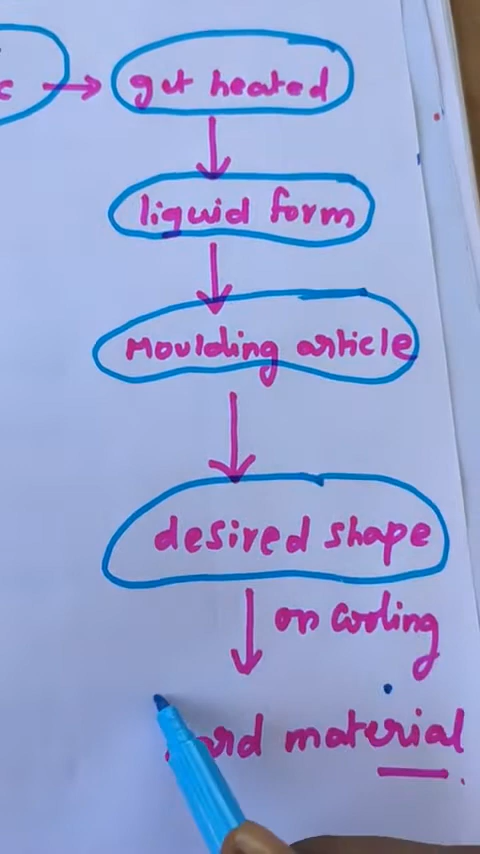 c → get heated
liquid form
Moulding article
desired shape
on cooling
material